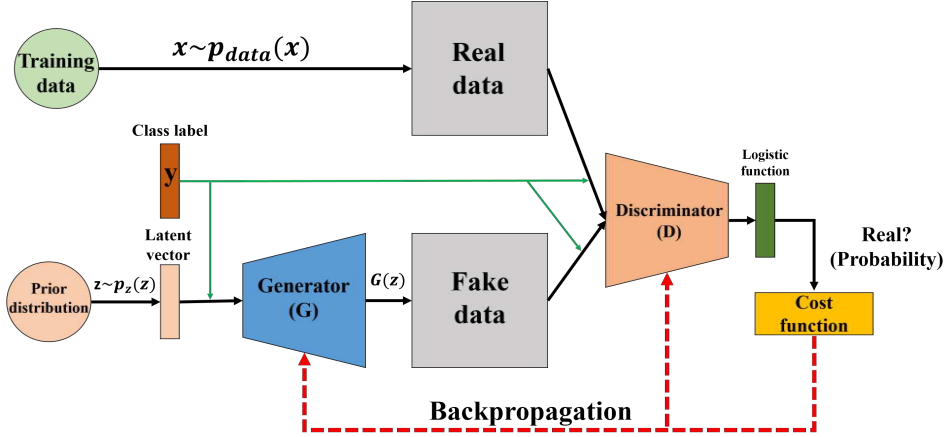 Training
data
x~p_data(x)
Real
data
Class label
y
Latent
vector
Prior
distribution
z~p_z(z)
Generator
(G)
G(z)
Fake
data
Discriminator
(D)
Logistic
function
Real?
(Probability)
Cost
function
Backpropagation